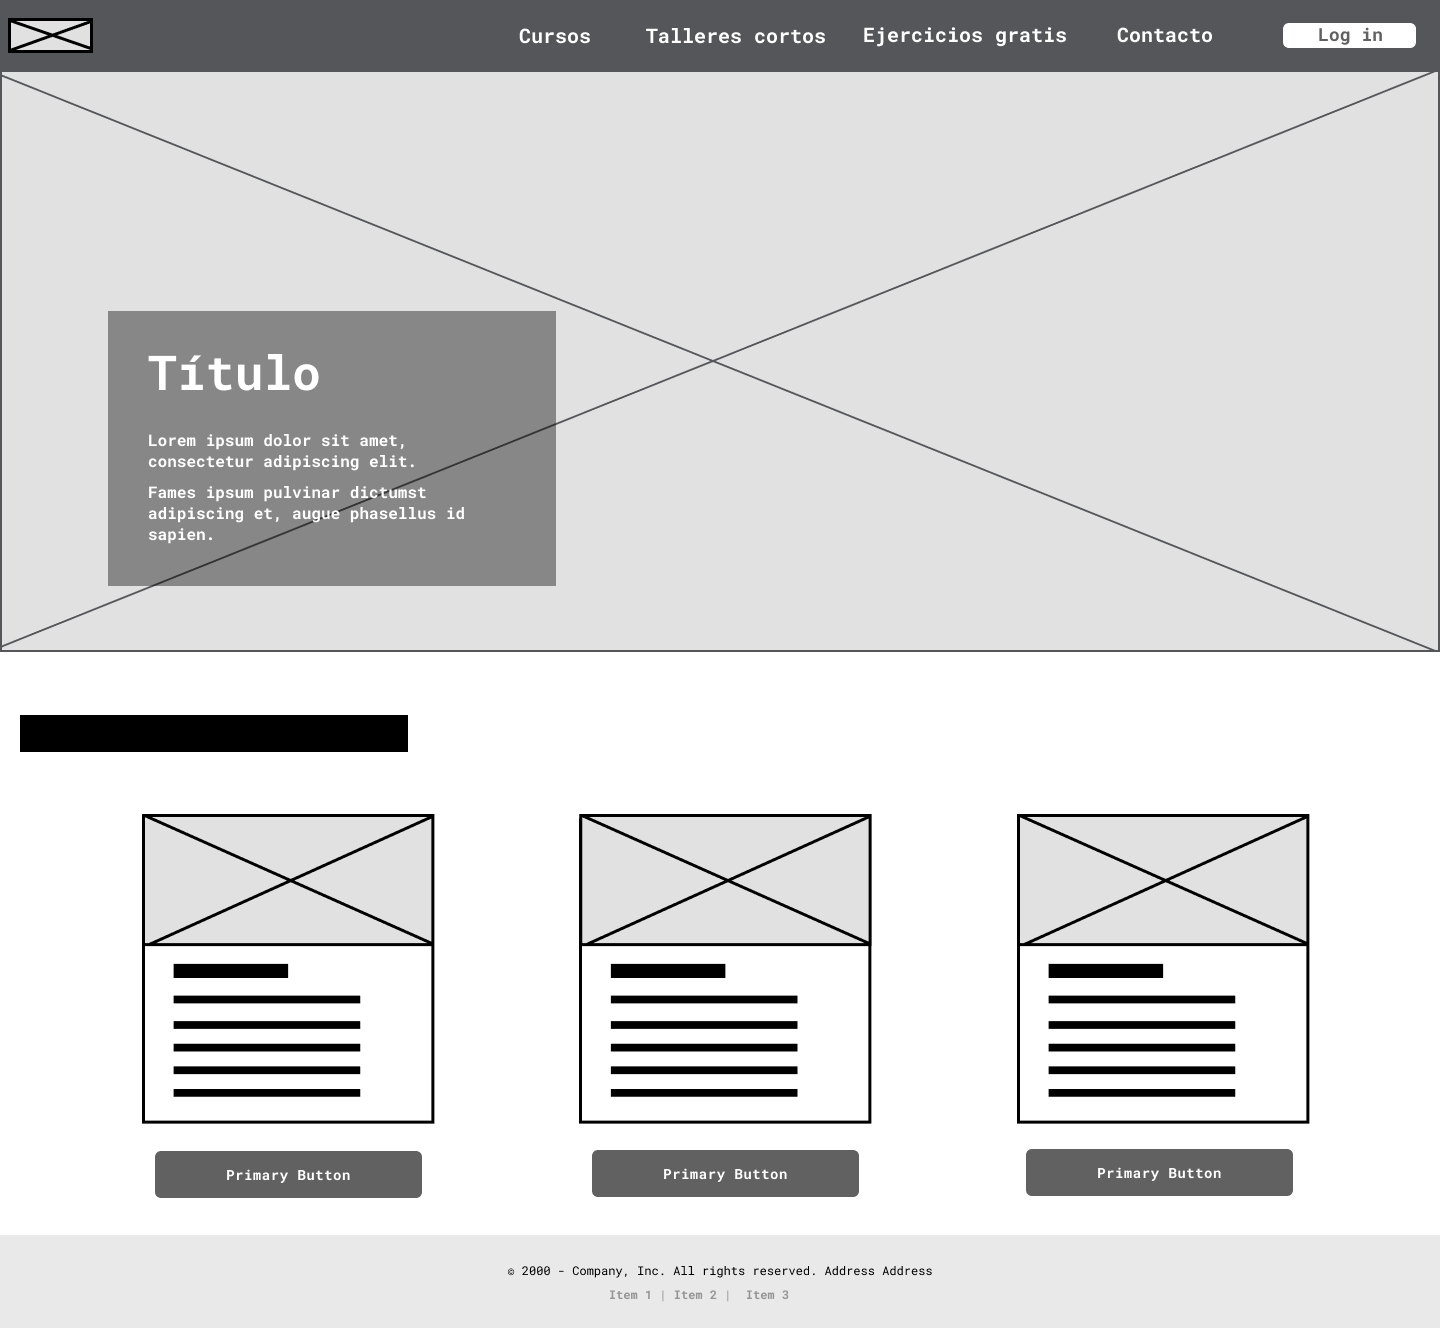 Cursos Talleres cortos Ejercicios gratis Contacto Log in
Título
Lorem ipsum dolor sit amet,
consectetur adipiscing elit.
Fames ipsum pulvinar dictumst
adipiscing et, augue phasellus id
sapien.
Primary Button Primary Button Primary Button
© 2000 - Company, Inc. All rights reserved. Address Address
Item 1 | Item 2 | Item 3